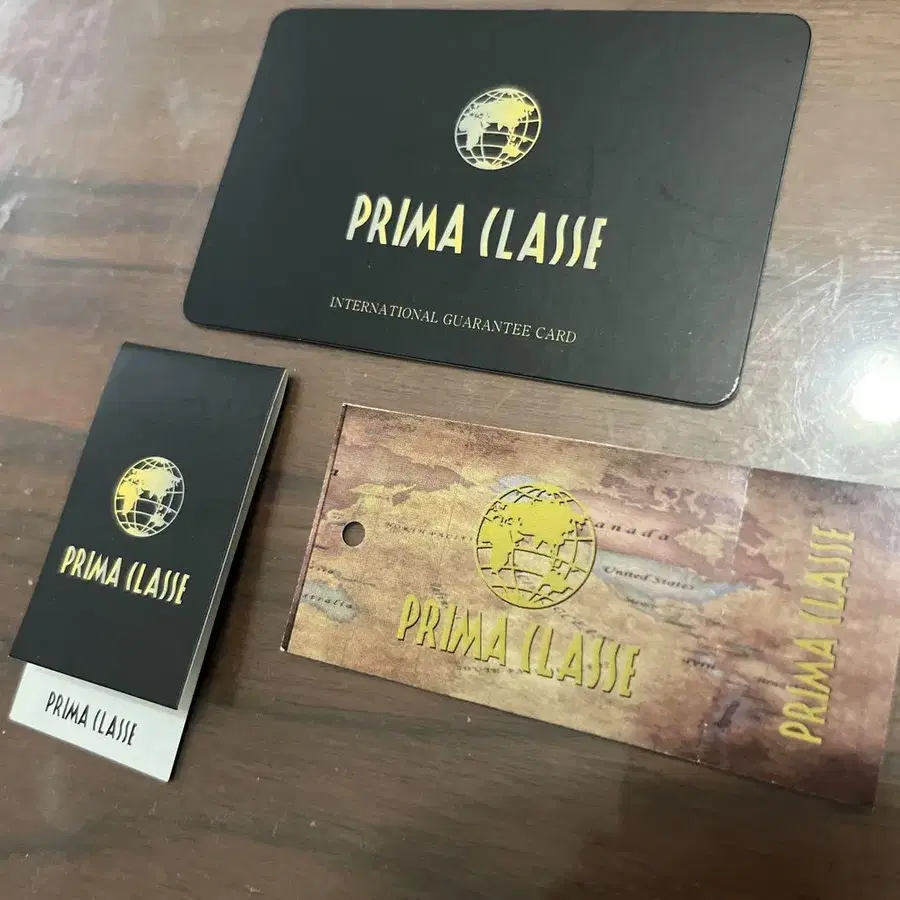 PRIMA CLASSE
INTERNATIONAL GUARANTEE CARD
PRIMA CLASSE
PRIMA CLASSE
Canada
United States
PRIMA CLASSE
PRIMA CLASSE